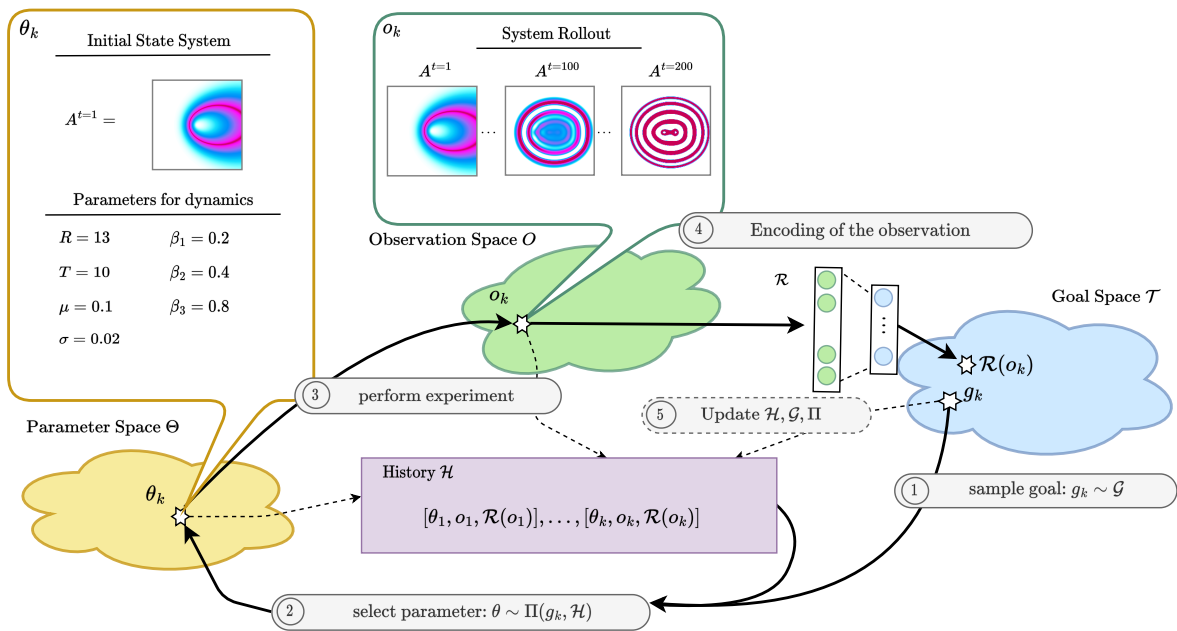 θ_k
Initial State System
A^{t=1} =
Parameters for dynamics
R = 13
β_1 = 0.2
T = 10
β_2 = 0.4
μ = 0.1
β_3 = 0.8
σ = 0.02
o_k
System Rollout
A^{t=1}
A^{t=100}
A^{t=200}
...
...
Observation Space O
4
Encoding of the observation
o_k
ℛ
⋮
Goal Space 𝒯
ℛ(o_k)
g_k
3
perform experiment
5
Update ℋ, 𝒢, Π
Parameter Space Θ
θ_k
History ℋ
[θ_1, o_1, ℛ(o_1)], . . . , [θ_k, o_k, ℛ(o_k)]
1
sample goal: g_k ∼ 𝒢
2
select parameter: θ ∼ Π(g_k, ℋ)